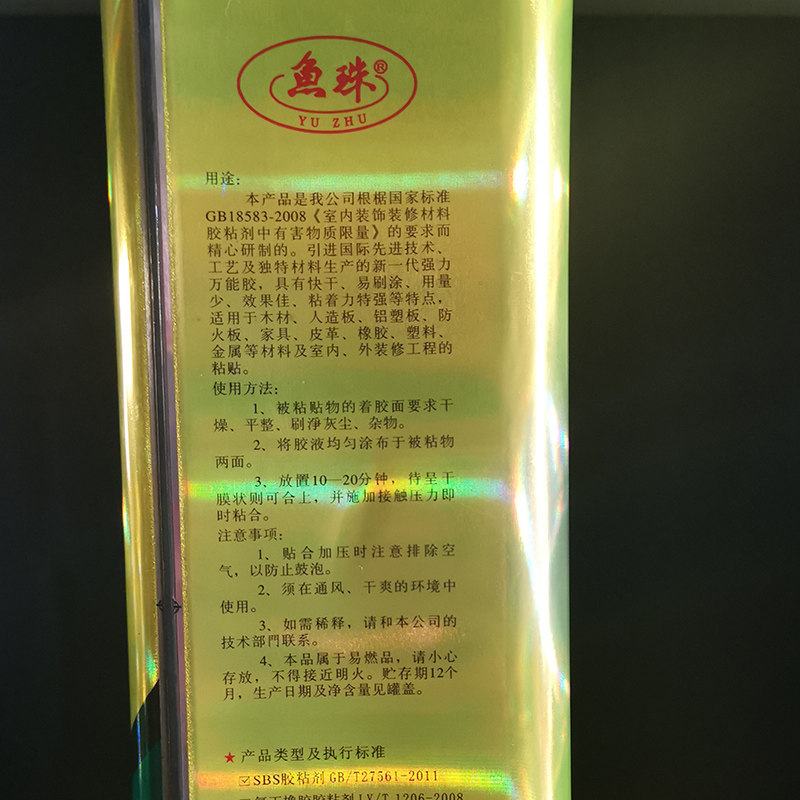 魚珠®
YU ZHU
用途:
本产品是我公司根据国家标准
GB18583-2008《室内装饰装修材料
胶粘剂中有害物质限量》的要求而
精心研制的。引进国际先进技术、
工艺及独特材料生产的新一代强力
万能胶，具有快干、易刷涂、用量
少、效果佳、粘着力特强等特点，
适用于木材、人造板、铝塑板、防
火板、家具、皮革、橡胶、塑料、
金属等材料及室内、外装修工程的
粘贴。
使用方法:
1、被粘贴物的着胶面要求干
燥、平整、刷淨灰尘、杂物。
2、将胶液均匀涂布于被粘物
两面。
3、放置10—20分钟，待呈干
膜状则可合上，并施加接触压力即
时粘合。
注意事项:
1、贴合加压时注意排除空
气，以防止鼓泡。
2、须在通风、干爽的环境中
使用。
3、如需稀释，请和本公司的
技术部門联系。
4、本品属于易燃品，请小心
存放，不得接近明火。贮存期12个
月，生产日期及净含量见罐盖。
★产品类型及执行标准
☑SBS胶粘剂 GB/T27561-2011
橡胶胶粘剂 LY/T 1206-2008